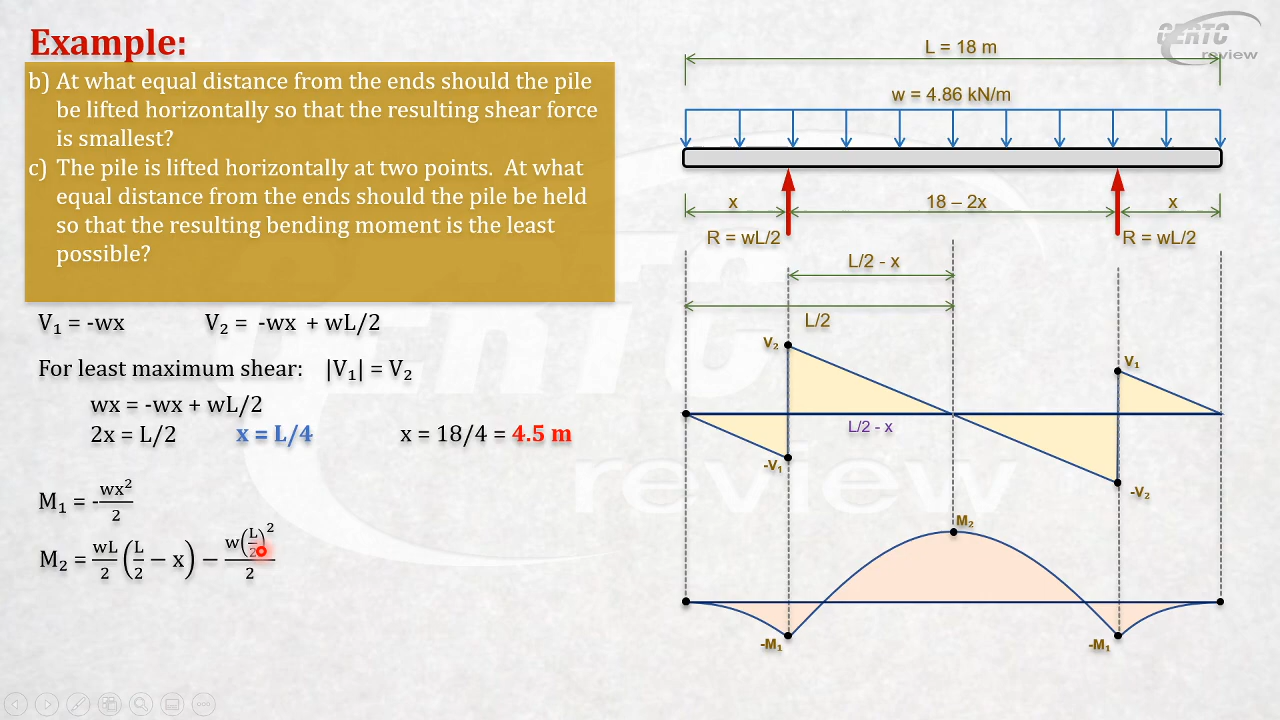 Example:
b) At what equal distance from the ends should the pile
be lifted horizontally so that the resulting shear force
is smallest?
c) The pile is lifted horizontally at two points. At what
equal distance from the ends should the pile be held
so that the resulting bending moment is the least
possible?
V₁ = -wx V₂ = -wx + wL/2
For least maximum shear: |V₁| = V₂
wx = -wx + wL/2
2x = L/2 x = L/4 x = 18/4 = 4.5 m
M₁ = -wx²/2
M₂ = wL/2 (L/2 − x) − w(L/2)²/2
CERTC
review
L = 18 m
w = 4.86 kN/m
x 18 – 2x x
R = wL/2 R = wL/2
L/2 - x
L/2
V₂
V₁
L/2 - x
-V₁
-V₂
M₂
-M₁ -M₁
CERTC
review